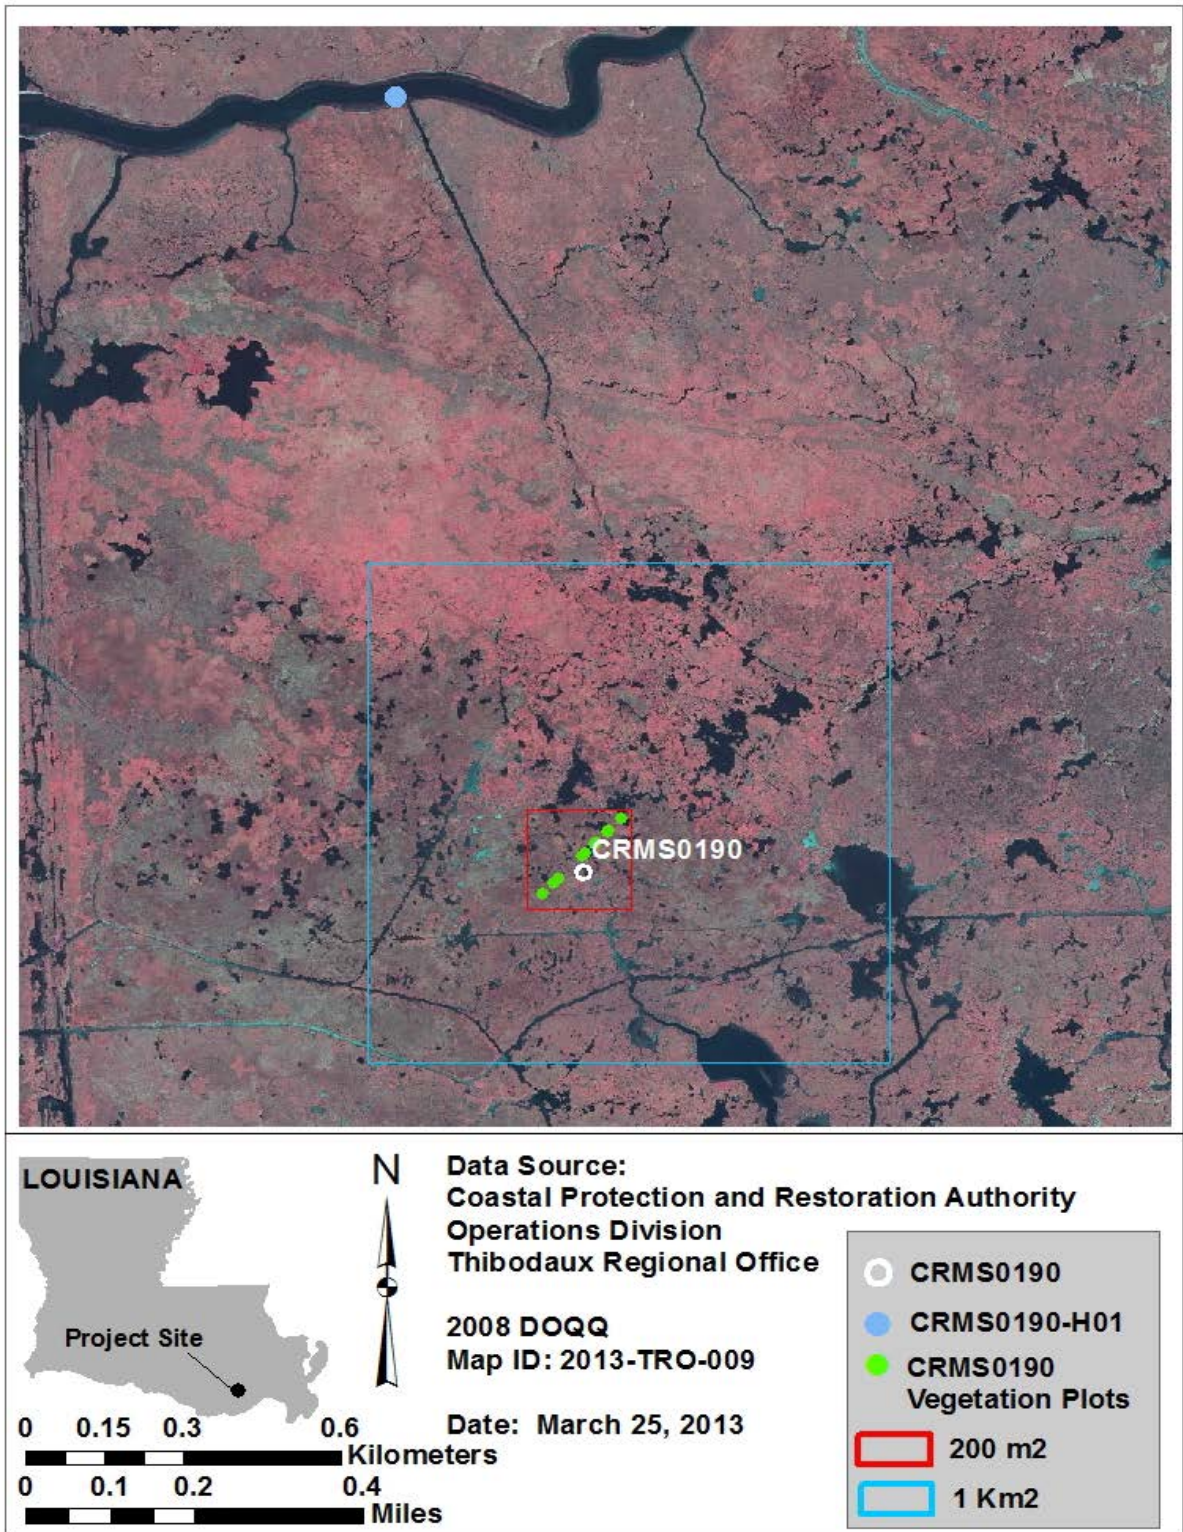 CRMS0190
LOUISIANA
Project Site
N
Data Source:
Coastal Protection and Restoration Authority
Operations Division
Thibodaux Regional Office
2008 DOQQ
Map ID: 2013-TRO-009
Date: March 25, 2013
0 0.15 0.3 0.6
Kilometers
0 0.1 0.2 0.4
Miles
CRMS0190
CRMS0190-H01
CRMS0190
Vegetation Plots
200 m2
1 Km2